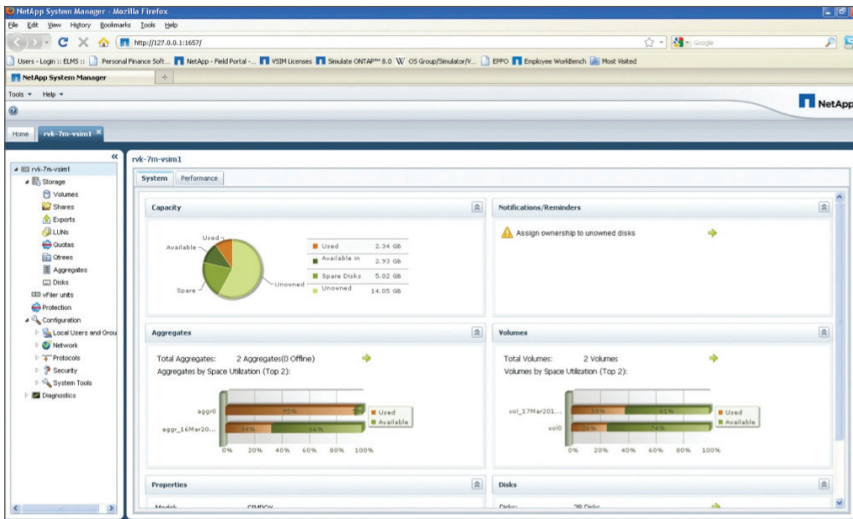 NetApp System Manager - Mozilla Firefox
File Edit View History Bookmarks Tools Help
http://127.0.0.1:1657/
Google
Users - Login :: ELMS :: Personal Finance Soft... NetApp - Field Portal -... VSIM Licenses Simulate ONTAP™ 8.0 OS Group/Simulator/V... EPPO Employee WorkBench Most Visited
NetApp System Manager
Tools Help
NetApp
Home rvk-7m-vsim1
rvk-7m-vsim1
Storage
Volumes
Shares
Exports
LUNs
Quotas
Qtrees
Aggregates
Disks
vFiler units
Protection
Configuration
Local Users and Grou
Network
Protocols
Security
System Tools
Diagnostics
rvk-7m-vsim1
System Performance
Capacity
Used
Available
Spare
Unowned
Used 2.34 GB
Available in 2.93 GB
Spare Disks 5.02 GB
Unowned 14.05 GB
Notifications/Reminders
Assign ownership to unowned disks
Aggregates
Total Aggregates: 2 Aggregates(0 Offline)
Aggregates by Space Utilization (Top 2):
aggr0
aggr_16Mar20...
Used
Available
0% 20% 40% 60% 80% 100%
Volumes
Total Volumes: 2 Volumes
Volumes by Space Utilization (Top 2):
vol_17Mar201...
vol0
Used
Available
0% 20% 40% 60% 80% 100%
Properties
Disks